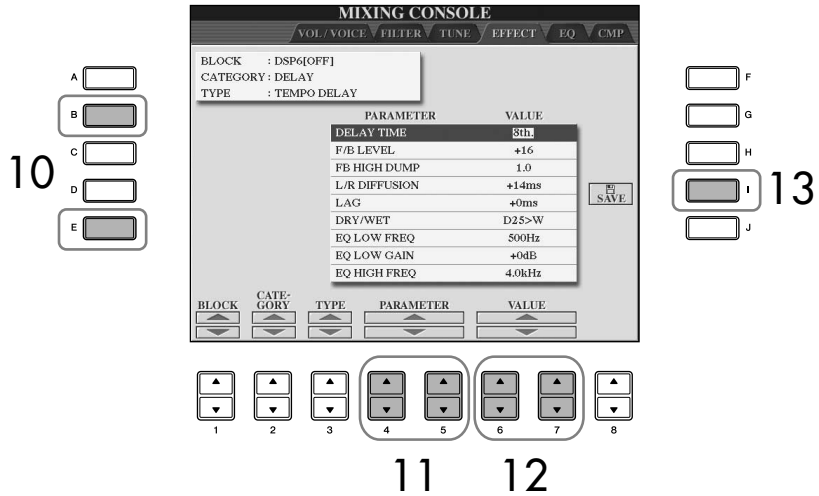 MIXING CONSOLE
VOL / VOICE FILTER TUNE EFFECT EQ CMP
BLOCK : DSP6[OFF]
CATEGORY : DELAY
TYPE : TEMPO DELAY
PARAMETER VALUE
DELAY TIME 8th.
F/B LEVEL +16
FB HIGH DUMP 1.0
L/R DIFFUSION +14ms
LAG +0ms
DRY/WET D25>W
EQ LOW FREQ 500Hz
EQ LOW GAIN +0dB
EQ HIGH FREQ 4.0kHz
SAVE
BLOCK CATE-GORY TYPE PARAMETER VALUE
A
B
C
D
E
10
F
G
H
I
J
13
1 2 3 4 5 6 7 8
11 12